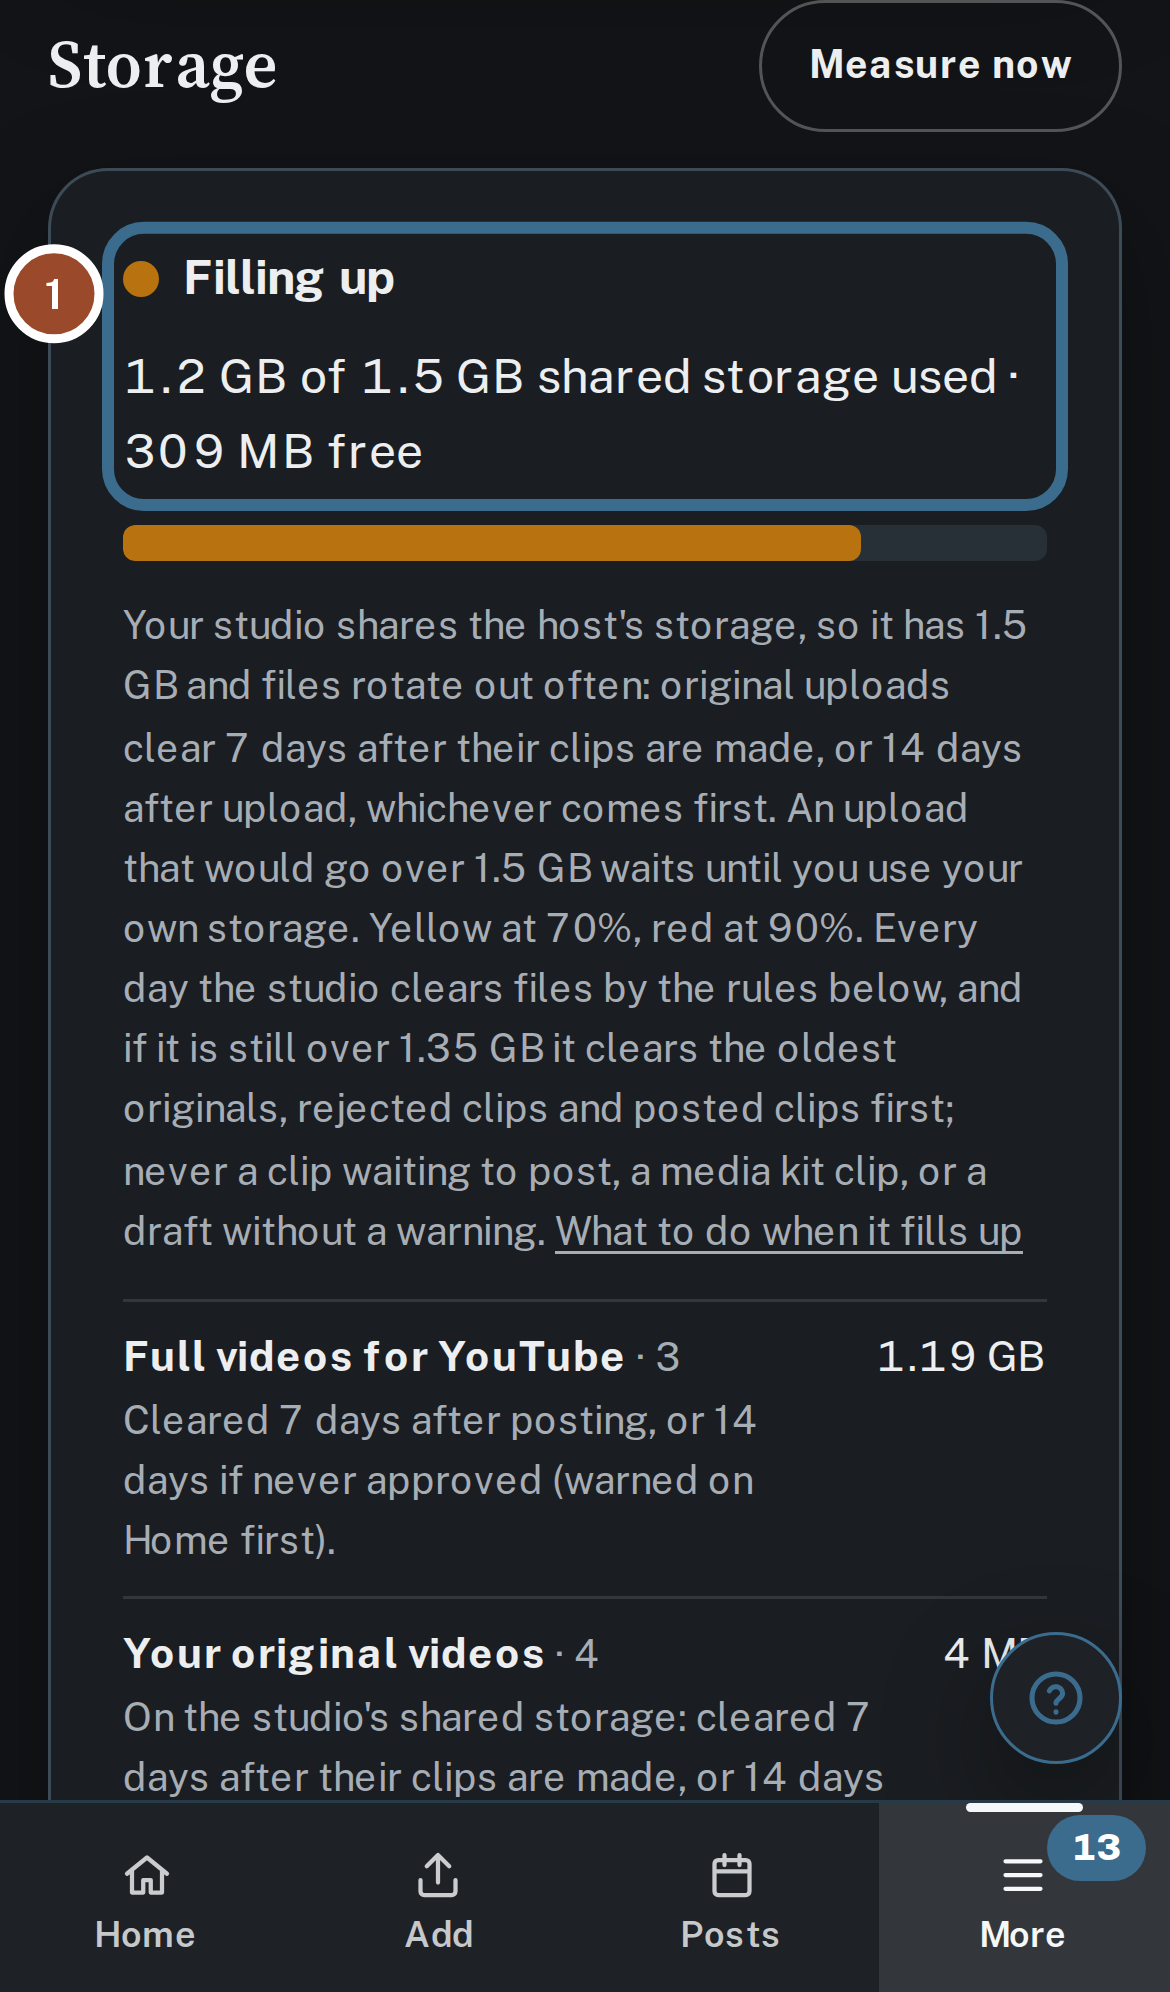 Storage
Measure now
1
Filling up
1.2 GB of 1.5 GB shared storage used ·
309 MB free
Your studio shares the host's storage, so it has 1.5
GB and files rotate out often: original uploads
clear 7 days after their clips are made, or 14 days
after upload, whichever comes first. An upload
that would go over 1.5 GB waits until you use your
own storage. Yellow at 70%, red at 90%. Every
day the studio clears files by the rules below, and
if it is still over 1.35 GB it clears the oldest
originals, rejected clips and posted clips first;
never a clip waiting to post, a media kit clip, or a
draft without a warning. What to do when it fills up
Full videos for YouTube · 3
1.19 GB
Cleared 7 days after posting, or 14
days if never approved (warned on
Home first).
Your original videos · 4
4
On the studio's shared storage: cleared 7
days after their clips are made, or 14 days
13
Home
Add
Posts
More